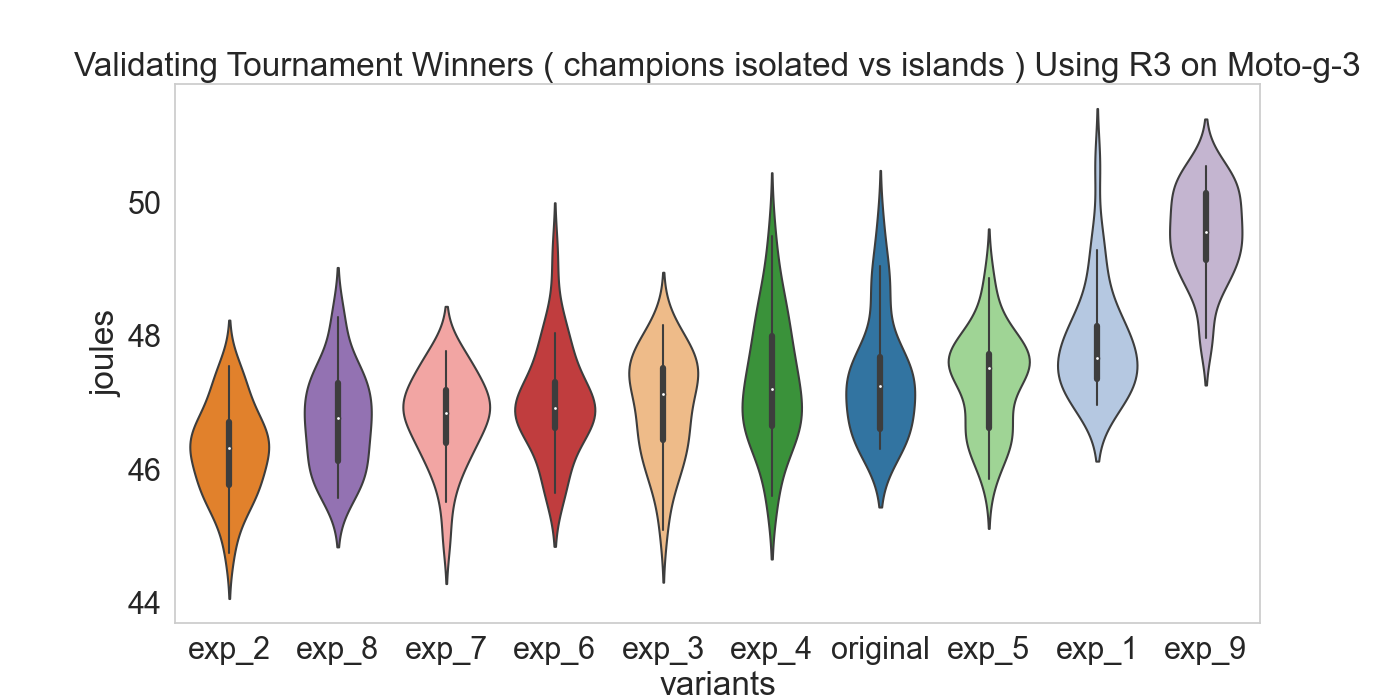 Validating Tournament Winners ( champions isolated vs islands ) Using R3 on Moto-g-3
joules
50
48
46
44
exp_2 exp_8 exp_7 exp_6 exp_3 exp_4 original exp_5 exp_1 exp_9
variants